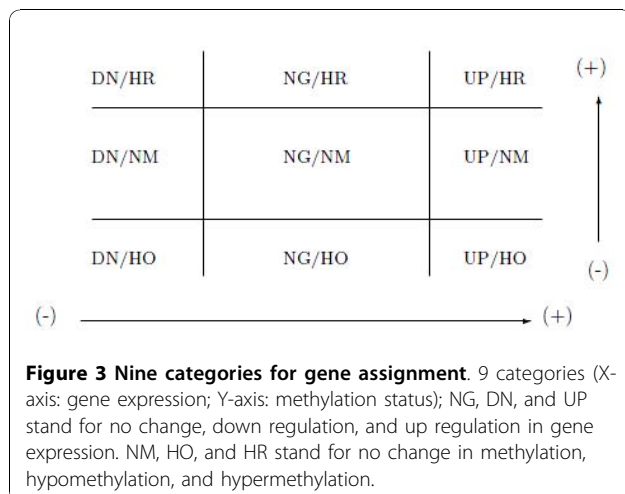 DN/HR NG/HR UP/HR (+)
DN/NM NG/NM UP/NM
DN/HO NG/HO UP/HO (-)
(-) (+)
Figure 3 Nine categories for gene assignment. 9 categories (X-
axis: gene expression; Y-axis: methylation status); NG, DN, and UP
stand for no change, down regulation, and up regulation in gene
expression. NM, HO, and HR stand for no change in methylation,
hypomethylation, and hypermethylation.